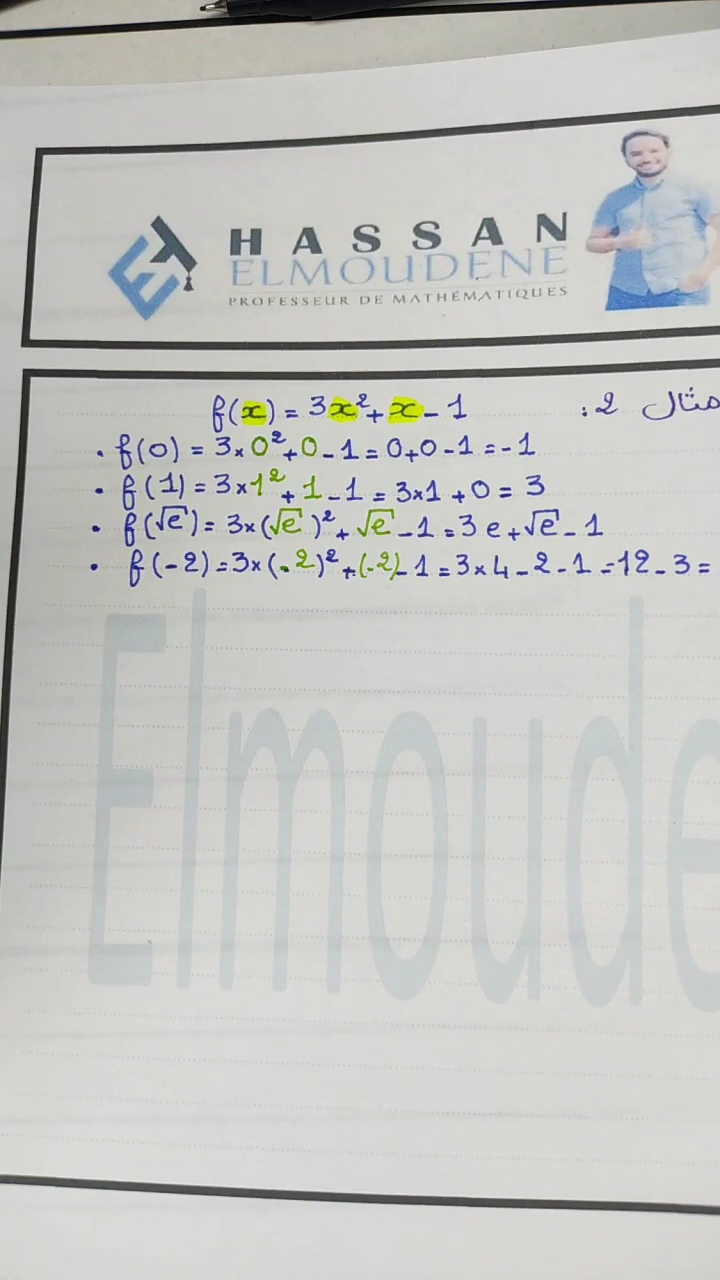 HASSAN
ELMOUDENE
PROFESSEUR DE MATHÉMATIQUES
مثال 2 :
f(x) = 3x²+x-1
• f(0) = 3×0²+0-1=0+0-1=-1
• f(1)=3×1²+1-1=3×1+0=3
• f(√e)=3×(√e)²+√e-1=3e+√e-1
• f(-2)=3×(-2)²+(-2)-1=3×4-2-1=12-3=
Elmoude